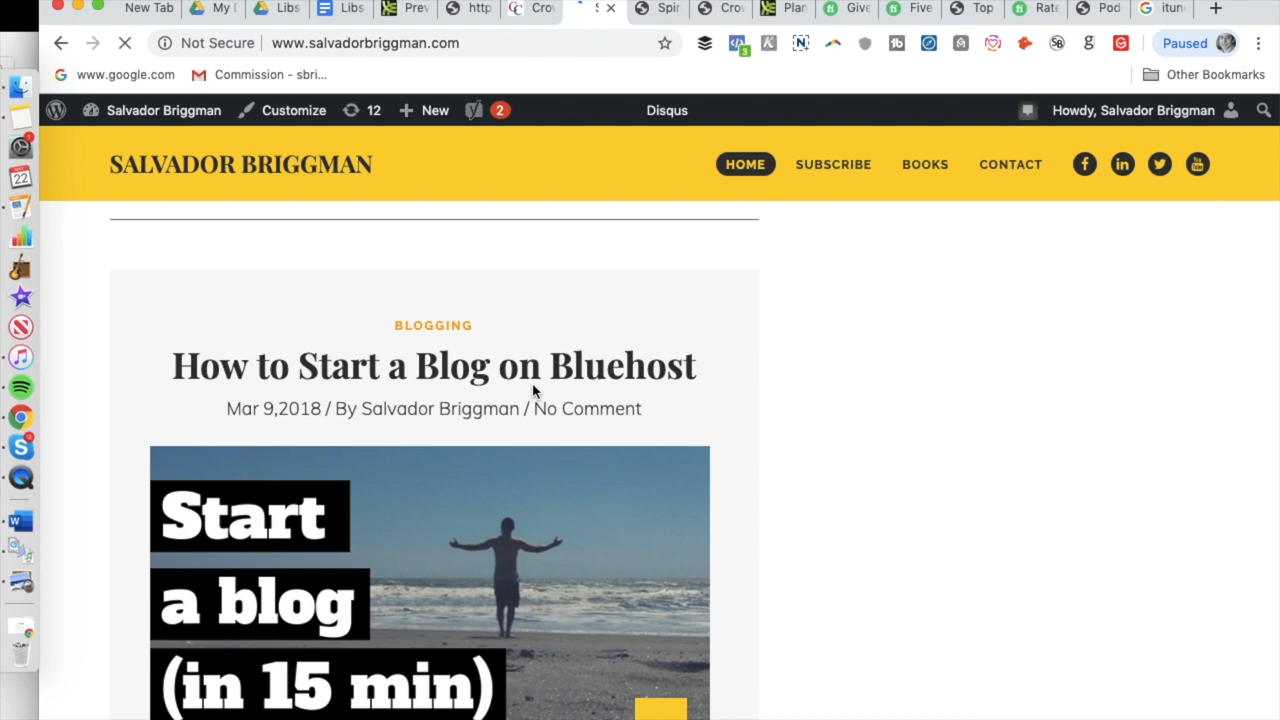 New Tab My D Libs Libs Prev http Crov S Spir Crov Plan Give Five Top Rate Pod itun
Not Secure www.salvadorbriggman.com 3 Paused
www.google.com Commission - sbri... Other Bookmarks
Salvador Briggman Customize 12 New 2 Disqus Howdy, Salvador Briggman
SALVADOR BRIGGMAN HOME SUBSCRIBE BOOKS CONTACT
BLOGGING
How to Start a Blog on Bluehost
Mar 9,2018 / By Salvador Briggman / No Comment
Start
a blog
(in 15 min)